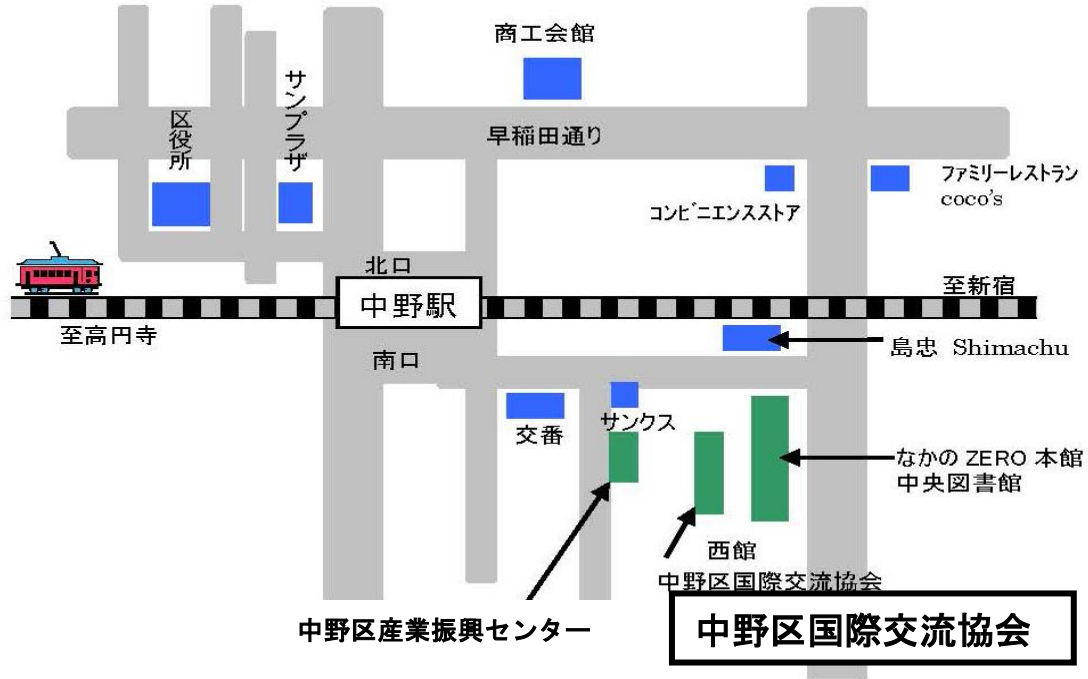 商工会館
サンプラザ
区役所
早稲田通り
ファミリーレストラン
coco's
コンビニエンスストア
北口
中野駅
至新宿
至高円寺
島忠 Shimachu
南口
サンクス
交番
なかの ZERO 本館
中央図書館
西館
中野区国際交流協会
中野区産業振興センター
中野区国際交流協会